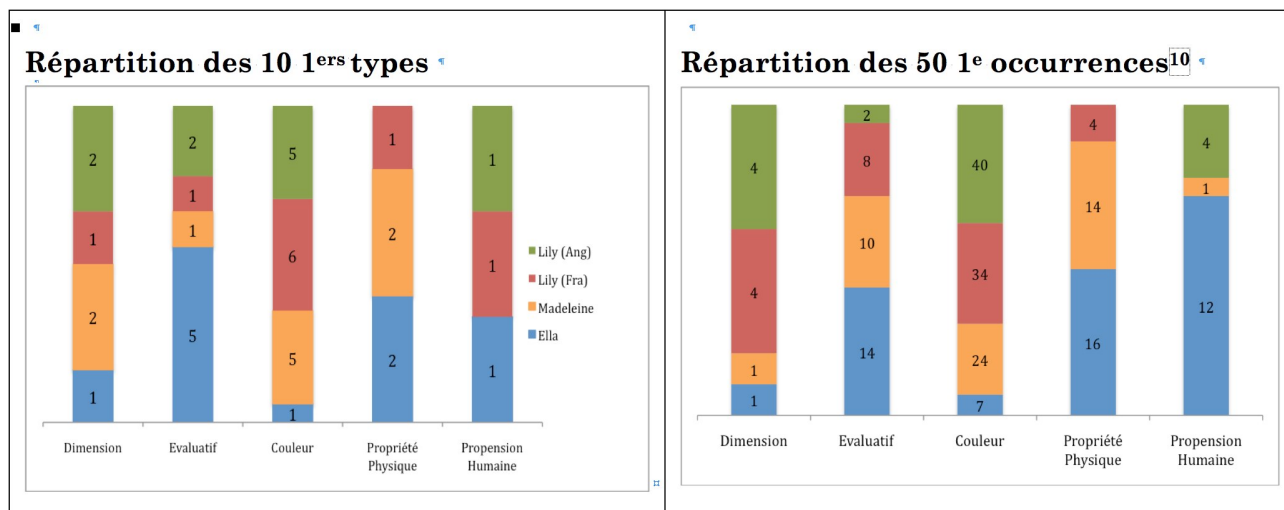 Répartition des 10 1ers types
2
1
2
1
2
1
1
5
5
6
5
1
1
2
2
1
1
1
Lily (Ang)
Lily (Fra)
Madeleine
Ella
Dimension
Evaluatif
Couleur
Propriété Physique
Propension Humaine
Répartition des 50 1e occurrences10
4
4
1
1
2
8
10
14
40
34
24
7
4
14
16
4
1
12
Dimension
Evaluatif
Couleur
Propriété Physique
Propension Humaine